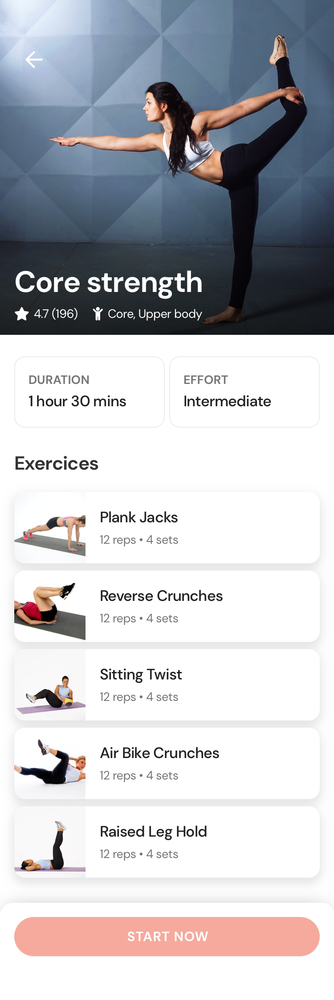 Core strength
4.7 (196) Core, Upper body
DURATION
1 hour 30 mins
EFFORT
Intermediate
Exercices
Plank Jacks
12 reps • 4 sets
Reverse Crunches
12 reps • 4 sets
Sitting Twist
12 reps • 4 sets
Air Bike Crunches
12 reps • 4 sets
Raised Leg Hold
12 reps • 4 sets
START NOW